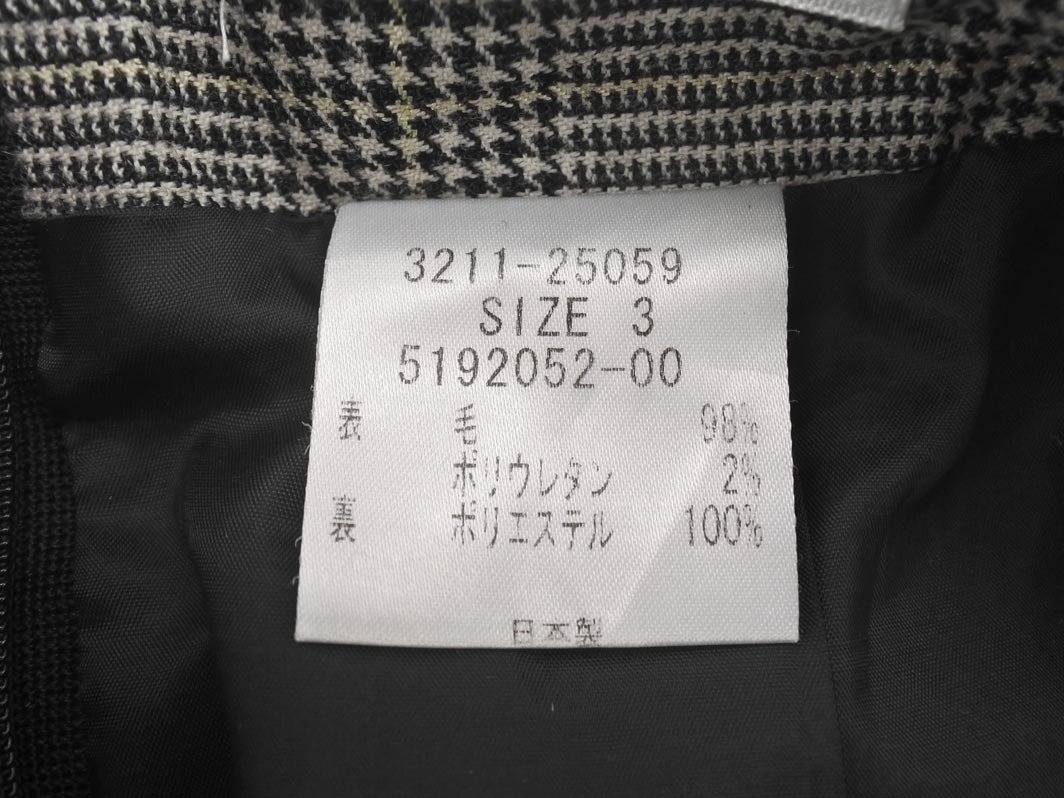 3211-25059
SIZE 3
5192052-00
表 毛 98%
ポリウレタン 2%
裏 ポリエステル 100%
日本製